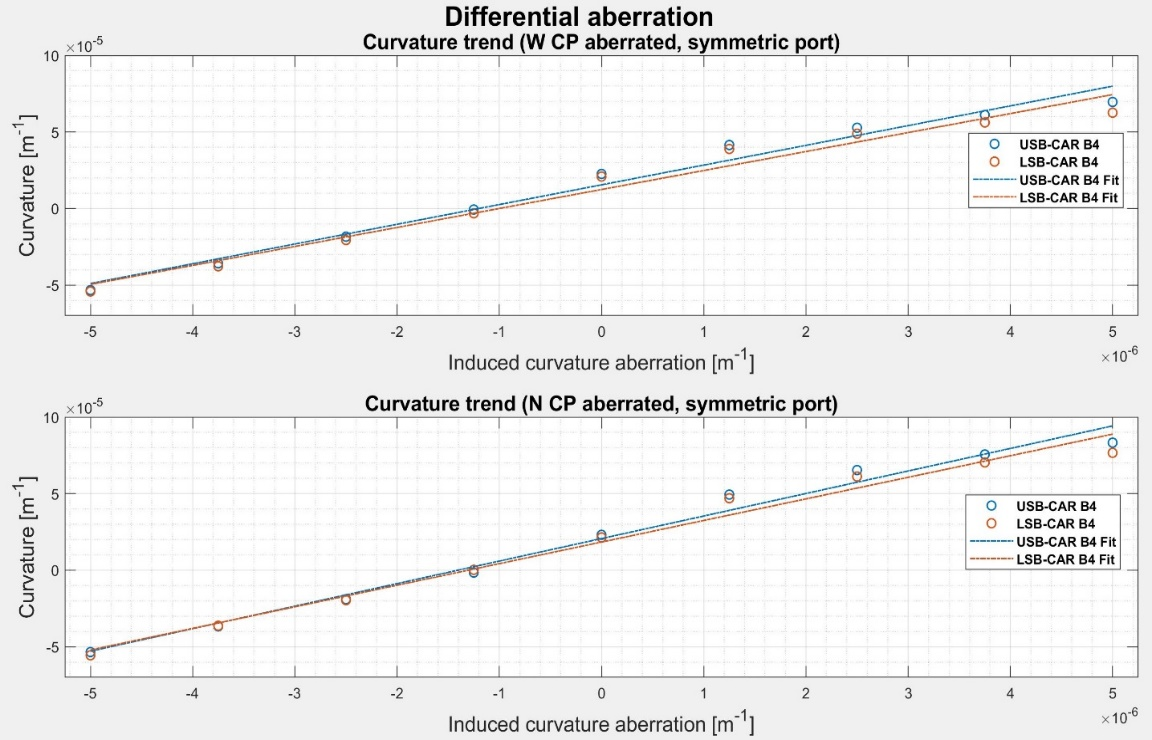 Differential aberration
Curvature trend (W CP aberrated, symmetric port)
×10⁻⁵
10
5
0
-5
Curvature [m⁻¹]
-5 -4 -3 -2 -1 0 1 2 3 4 5
×10⁻⁶
Induced curvature aberration [m⁻¹]
USB-CAR B4
LSB-CAR B4
USB-CAR B4 Fit
LSB-CAR B4 Fit
Curvature trend (N CP aberrated, symmetric port)
×10⁻⁵
10
5
0
-5
Curvature [m⁻¹]
-5 -4 -3 -2 -1 0 1 2 3 4 5
×10⁻⁶
Induced curvature aberration [m⁻¹]
USB-CAR B4
LSB-CAR B4
USB-CAR B4 Fit
LSB-CAR B4 Fit